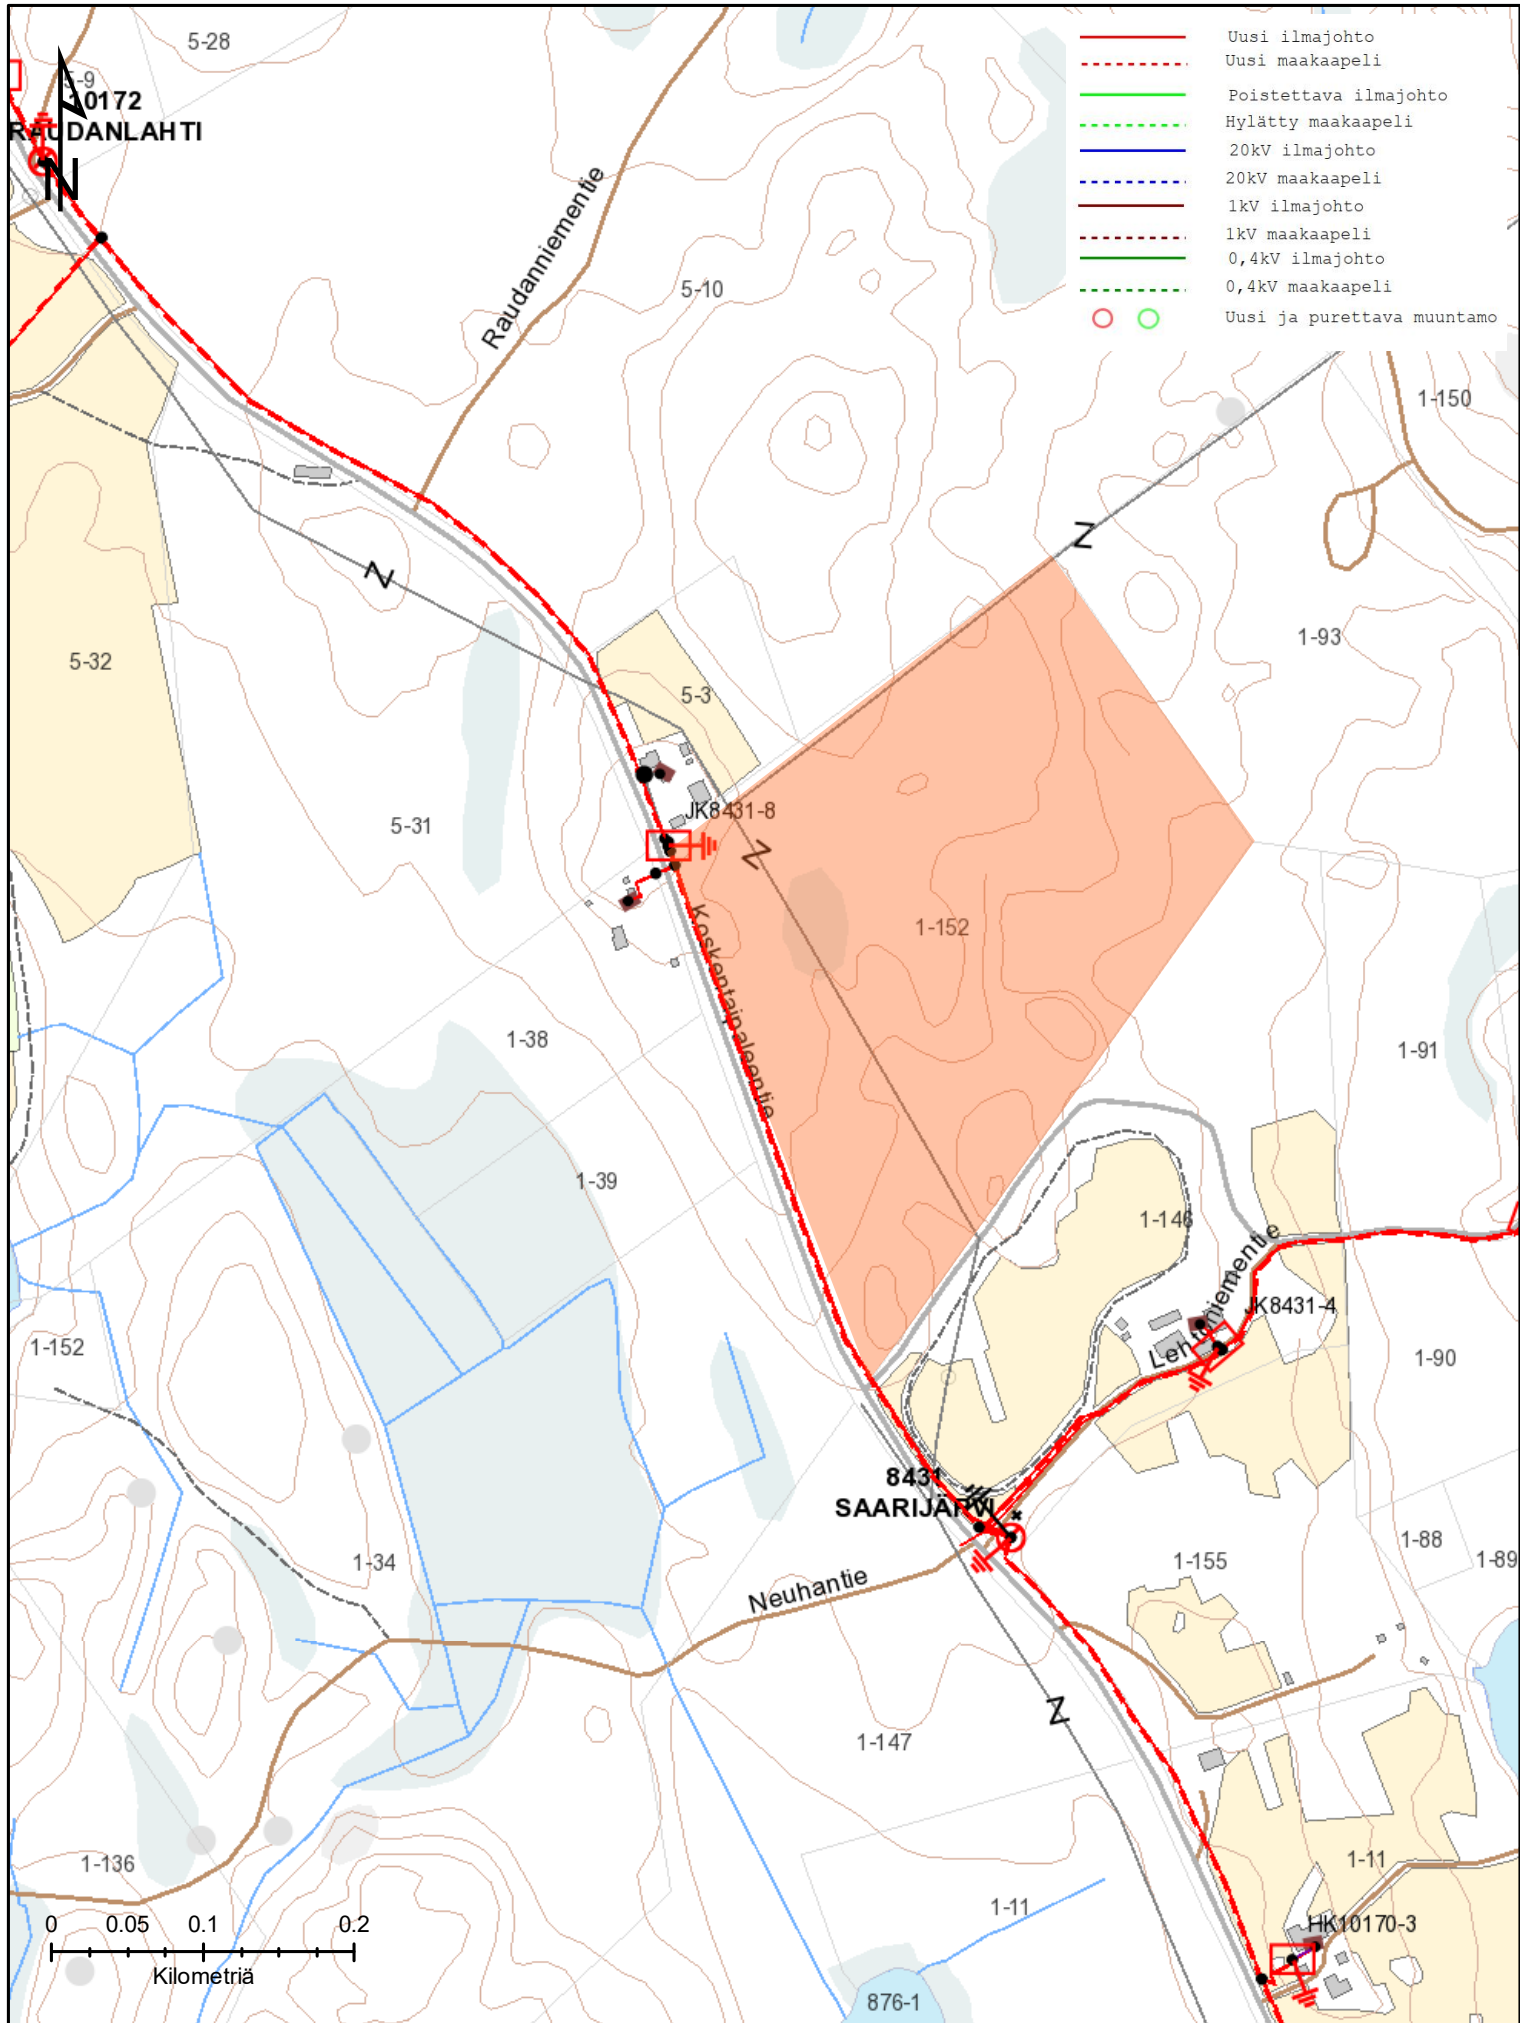 Uusi ilmajohto
Uusi maakaapeli
Poistettava ilmajohto
Hylätty maakaapeli
20kV ilmajohto
20kV maakaapeli
1kV ilmajohto
1kV maakaapeli
0,4kV ilmajohto
0,4kV maakaapeli
Uusi ja purettava muuntamo
5-28
5-9
10172
RAUDANLAHTI
N
Raudanniementie
5-10
1-150
Z
Z
1-93
5-32
5-3
5-31
JK8431-8
Z
Koskentaipaleentie
1-152
1-38
1-91
1-39
1-146
Lehtoniementie
JK8431-4
1-152
1-90
8431
SAARIJÄRVI
1-34
Neuhantie
1-155
1-88
1-89
Z
1-147
1-136
1-11
1-11
HK10170-3
0 0.05 0.1 0.2
Kilometriä
876-1